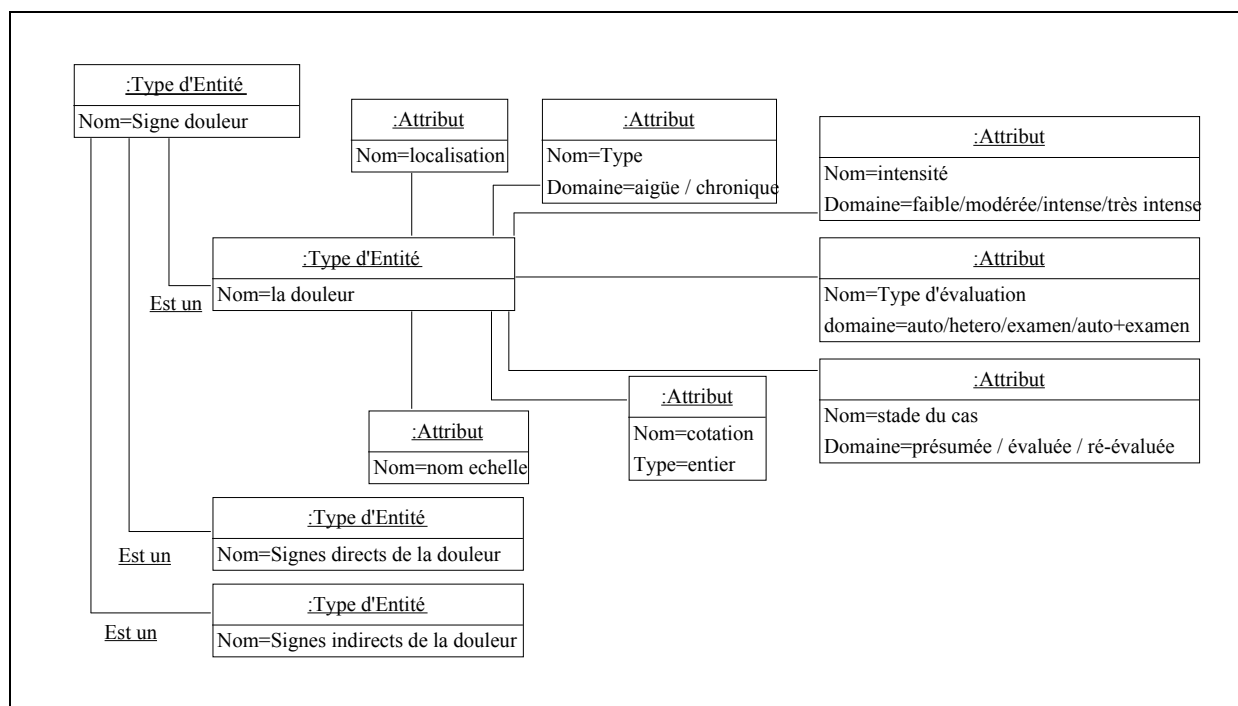 :Type d'Entité
Nom=Signe douleur
:Attribut
Nom=localisation
:Attribut
Nom=Type
Domaine=aigüe / chronique
:Attribut
Nom=intensité
Domaine=faible/modérée/intense/très intense
:Type d'Entité
Nom=la douleur
Est un
:Attribut
Nom=Type d'évaluation
domaine=auto/hetero/examen/auto+examen
:Attribut
Nom=stade du cas
Domaine=présumée / évaluée / ré-évaluée
:Attribut
Nom=cotation
Type=entier
:Attribut
Nom=nom echelle
:Type d'Entité
Nom=Signes directs de la douleur
Est un
:Type d'Entité
Nom=Signes indirects de la douleur
Est un